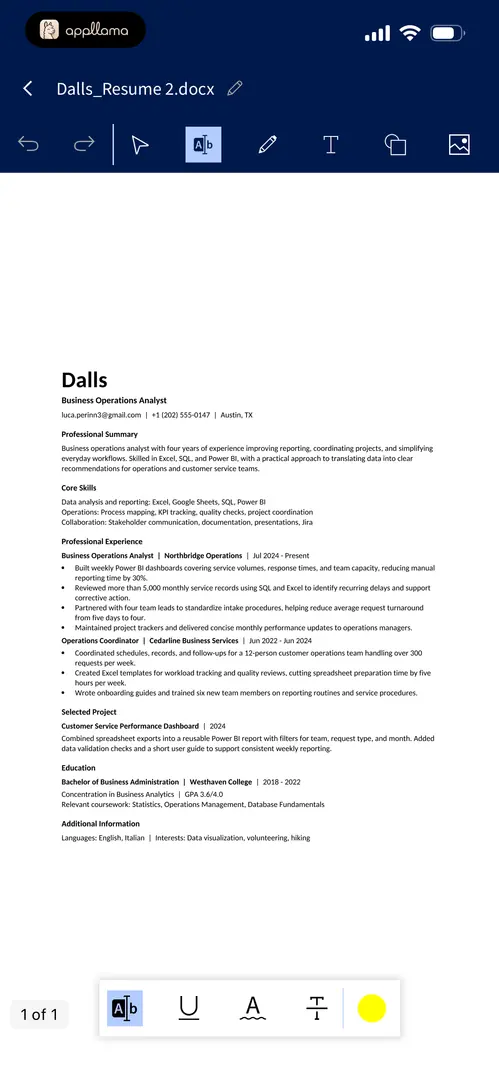 appllama
Dalls_Resume 2.docx
A b
T
Dalls
Business Operations Analyst
luca.perinn3@gmail.com | +1 (202) 555-0147 | Austin, TX
Professional Summary
Business operations analyst with four years of experience improving reporting, coordinating projects, and simplifying
everyday workflows. Skilled in Excel, SQL, and Power BI, with a practical approach to translating data into clear
recommendations for operations and customer service teams.
Core Skills
Data analysis and reporting: Excel, Google Sheets, SQL, Power BI
Operations: Process mapping, KPI tracking, quality checks, project coordination
Collaboration: Stakeholder communication, documentation, presentations, Jira
Professional Experience
Business Operations Analyst | Northbridge Operations | Jul 2024 - Present
• Built weekly Power BI dashboards covering service volumes, response times, and team capacity, reducing manual
reporting time by 30%.
• Reviewed more than 5,000 monthly service records using SQL and Excel to identify recurring delays and support
corrective action.
• Partnered with four team leads to standardize intake procedures, helping reduce average request turnaround
from five days to four.
• Maintained project trackers and delivered concise monthly performance updates to operations managers.
Operations Coordinator | Cedarline Business Services | Jun 2022 - Jun 2024
• Coordinated schedules, records, and follow-ups for a 12-person customer operations team handling over 300
requests per week.
• Created Excel templates for workload tracking and quality reviews, cutting spreadsheet preparation time by five
hours per week.
• Wrote onboarding guides and trained six new team members on reporting routines and service procedures.
Selected Project
Customer Service Performance Dashboard | 2024
Combined spreadsheet exports into a reusable Power BI report with filters for team, request type, and month. Added
data validation checks and a short user guide to support consistent weekly reporting.
Education
Bachelor of Business Administration | Westhaven College | 2018 - 2022
Concentration in Business Analytics | GPA 3.6/4.0
Relevant coursework: Statistics, Operations Management, Database Fundamentals
Additional Information
Languages: English, Italian | Interests: Data visualization, volunteering, hiking
1 of 1
A b U A T